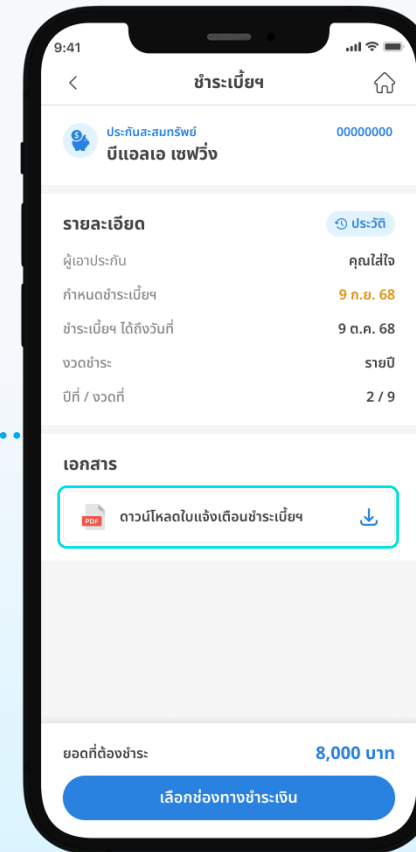 9:41
ชำระเบี้ยฯ
ประกันสะสมทรัพย์ 00000000
บีแอลเอ เซฟวิ่ง
รายละเอียด ประวัติ
ผู้เอาประกัน คุณใส่ใจ
กำหนดชำระเบี้ยฯ 9 ก.ย. 68
ชำระเบี้ยฯ ได้ถึงวันที่ 9 ต.ค. 68
งวดชำระ รายปี
ปีที่ / งวดที่ 2 / 9
เอกสาร
PDF ดาวน์โหลดใบแจ้งเตือนชำระเบี้ยฯ
ยอดที่ต้องชำระ 8,000 บาท
เลือกช่องทางชำระเงิน